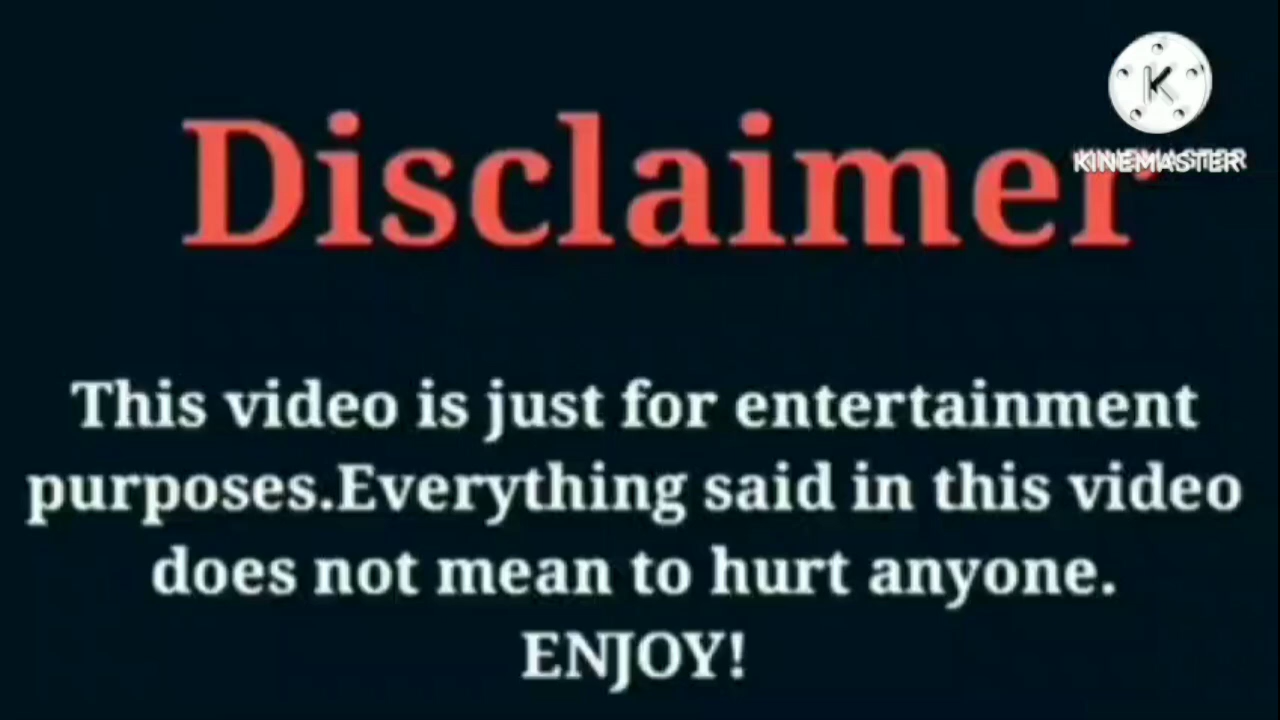 K
KINEMASTER
Disclaimer
This video is just for entertainment
purposes.Everything said in this video
does not mean to hurt anyone.
ENJOY!